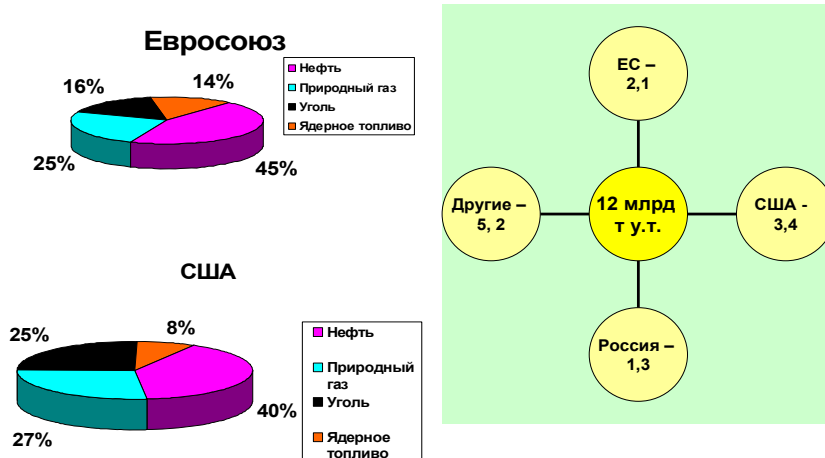 Евросоюз
16%
14%
25%
45%
Нефть
Природный газ
Уголь
Ядерное топливо
США
25%
8%
27%
40%
Нефть
Природный
газ
Уголь
Ядерное
топливо
ЕС –
2,1
Другие –
5, 2
12 млрд
т у.т.
США -
3,4
Россия –
1,3